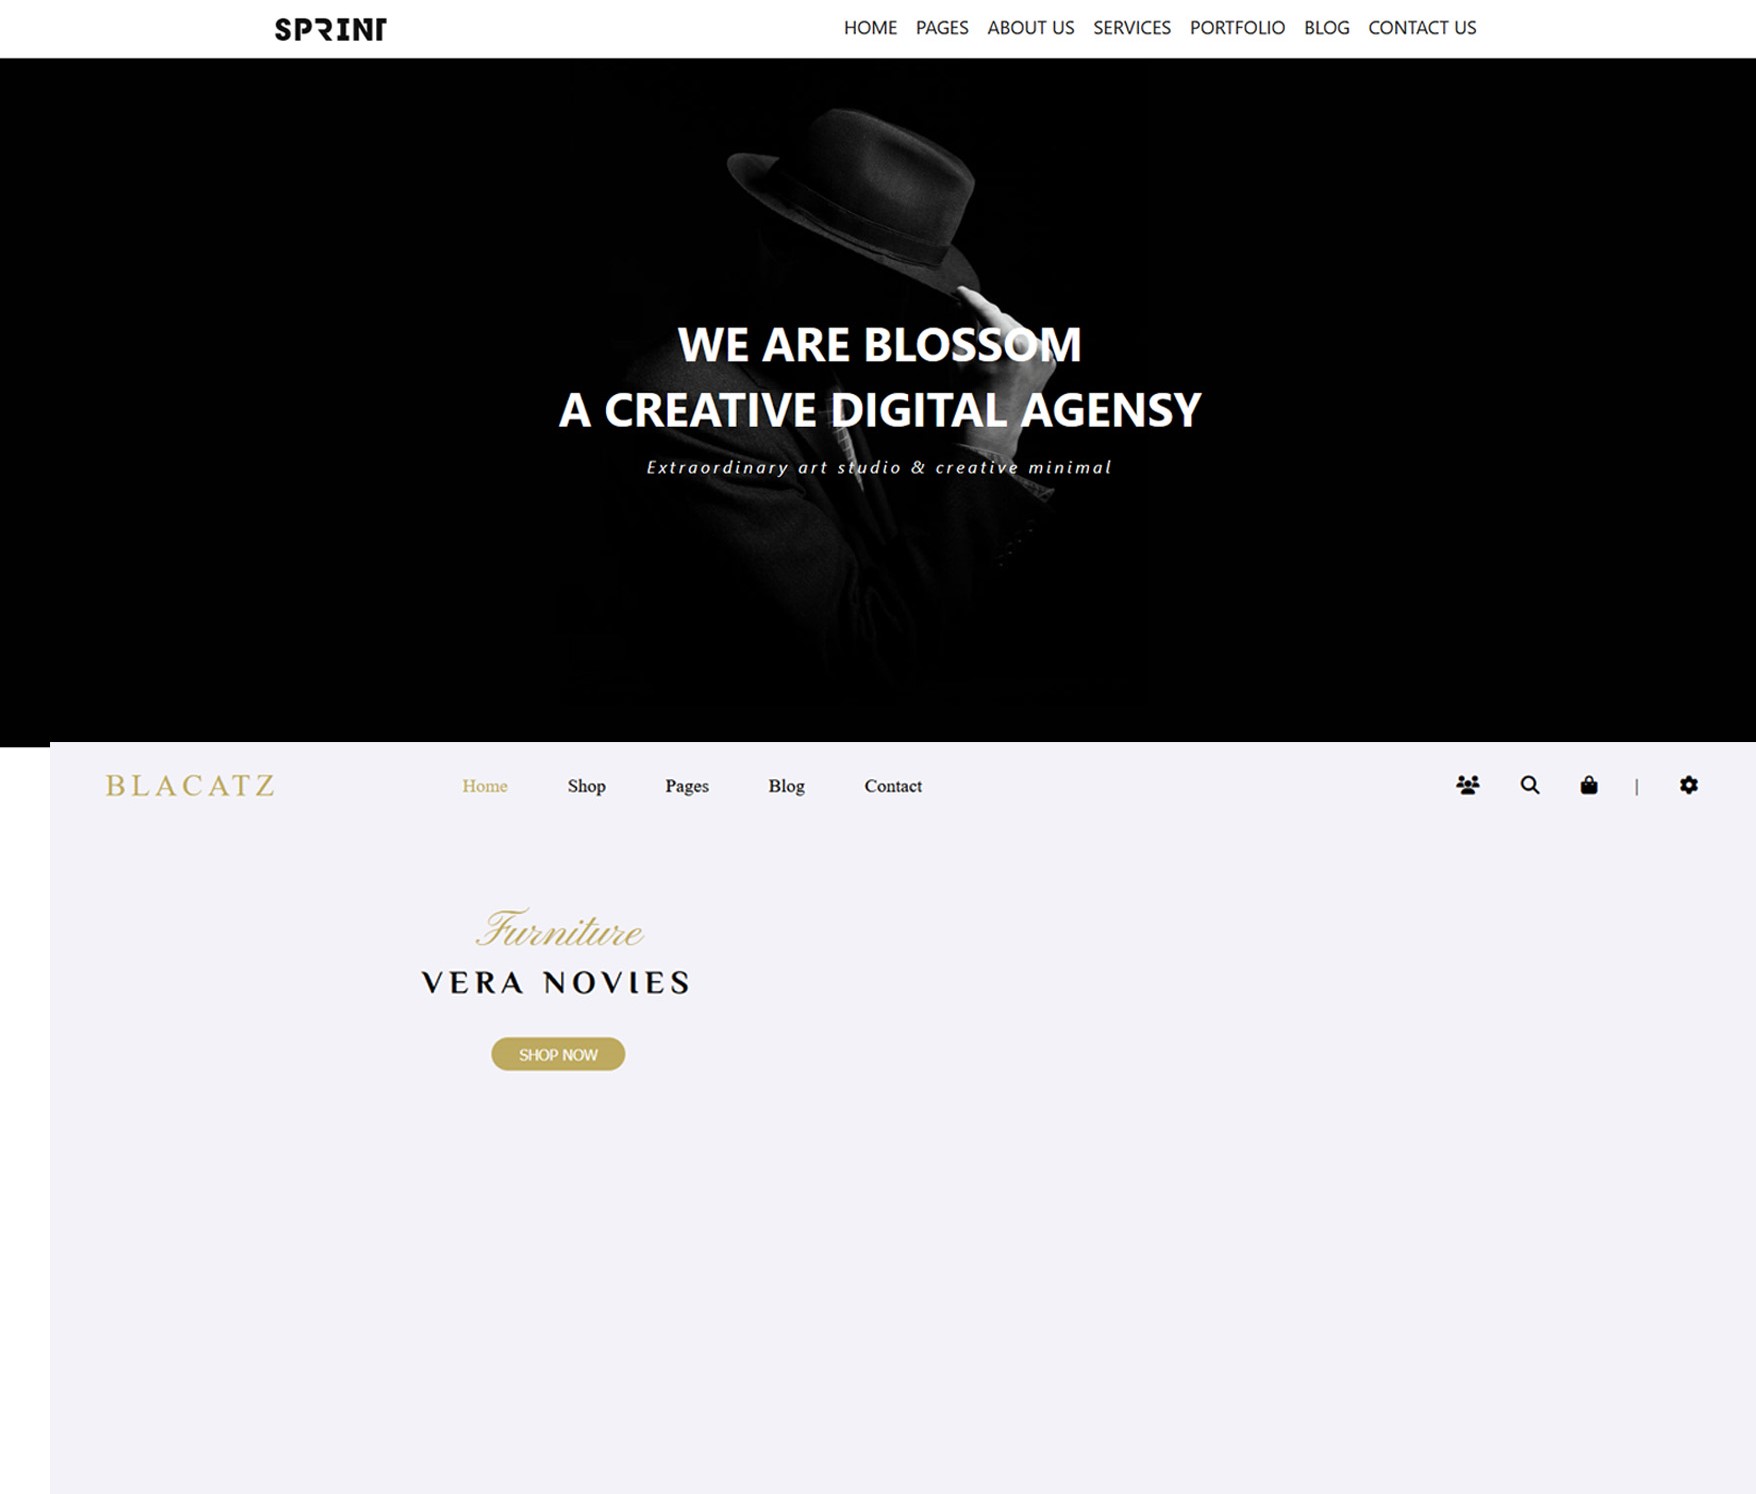 SPRINT
HOME PAGES ABOUT US SERVICES PORTFOLIO BLOG CONTACT US
WE ARE BLOSSOM
A CREATIVE DIGITAL AGENSY
Extraordinary art studio & creative minimal
BLACATZ
Home Shop Pages Blog Contact
|
Furniture
VERA NOVIES
SHOP NOW